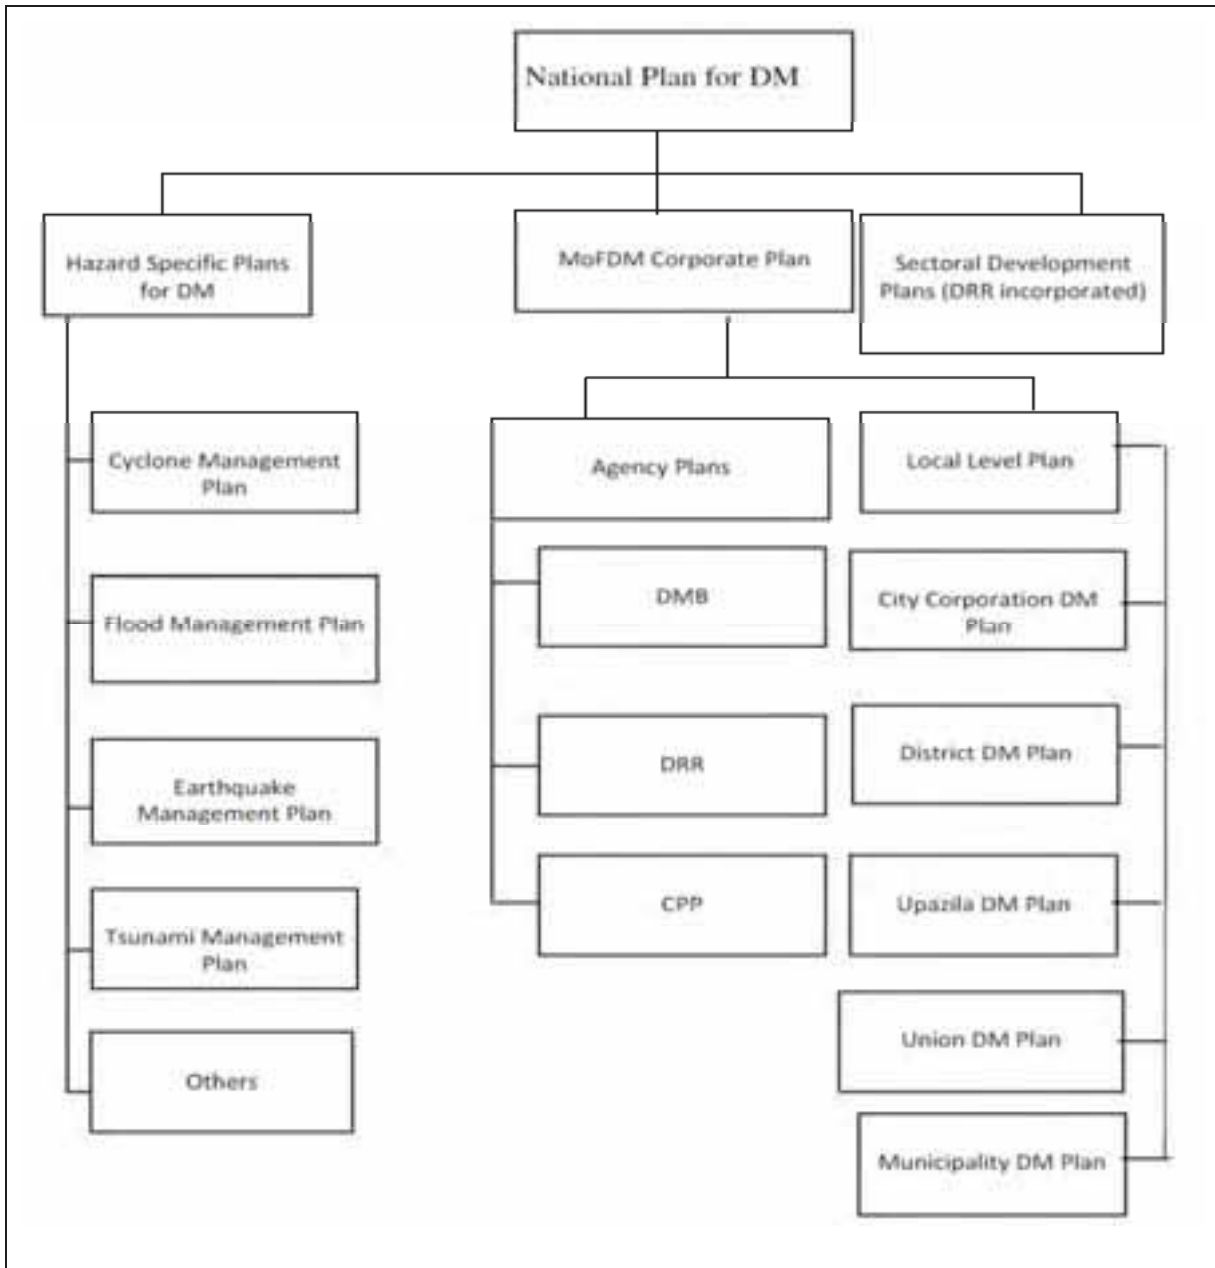 National Plan for DM
Hazard Specific Plans
for DM
MoFDM Corporate Plan
Sectoral Development
Plans (DRR incorporated)
Cyclone Management
Plan
Flood Management Plan
Earthquake
Management Plan
Tsunami Management
Plan
Others
Agency Plans
DMB
DRR
CPP
Local Level Plan
City Corporation DM
Plan
District DM Plan
Upazila DM Plan
Union DM Plan
Municipality DM Plan